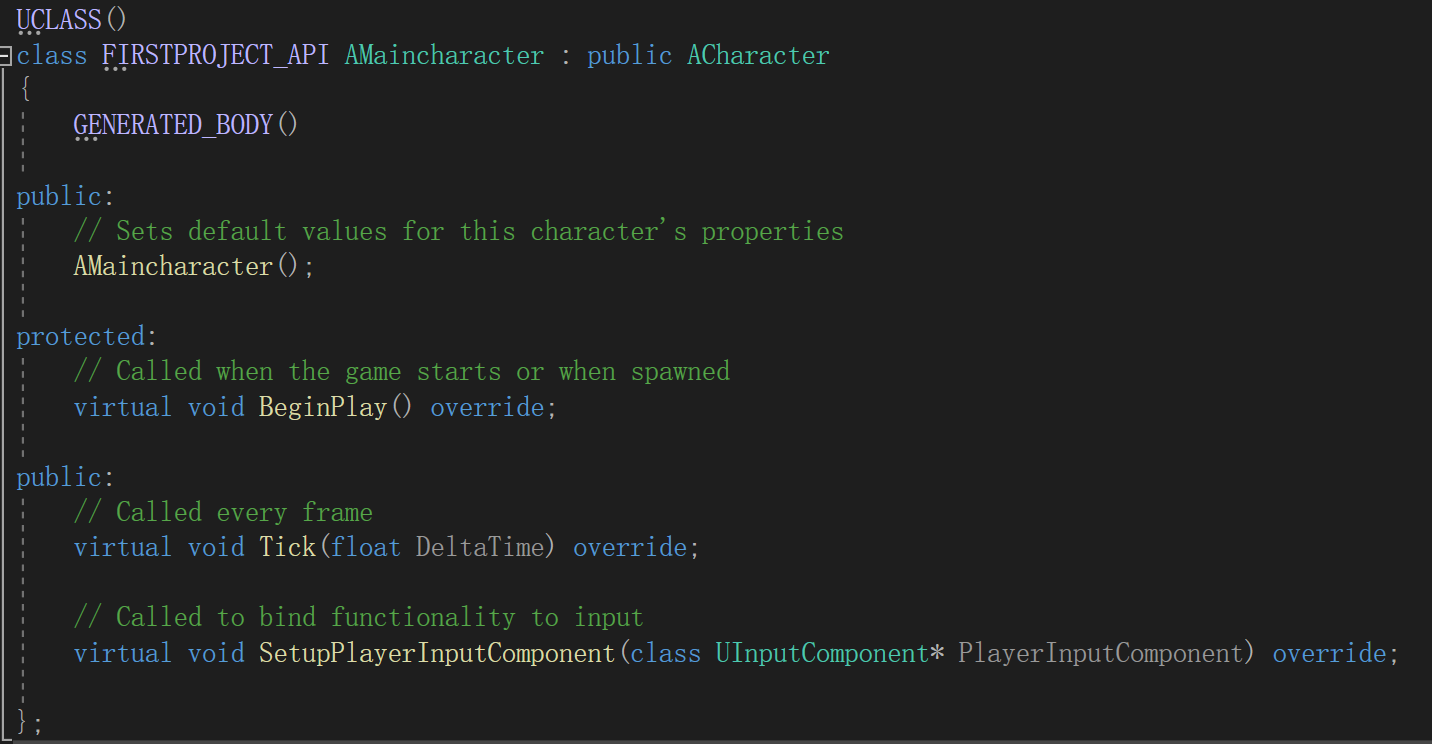 UCLASS()
class FIRSTPROJECT_API AMaincharacter : public ACharacter
{
GENERATED_BODY()
public:
// Sets default values for this character's properties
AMaincharacter();
protected:
// Called when the game starts or when spawned
virtual void BeginPlay() override;
public:
// Called every frame
virtual void Tick(float DeltaTime) override;
// Called to bind functionality to input
virtual void SetupPlayerInputComponent(class UInputComponent* PlayerInputComponent) override;
};